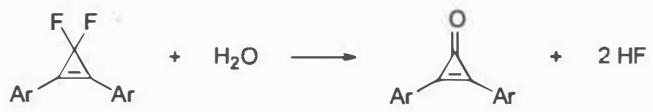 F F
Ar Ar + H₂O → O Ar Ar + 2 HF